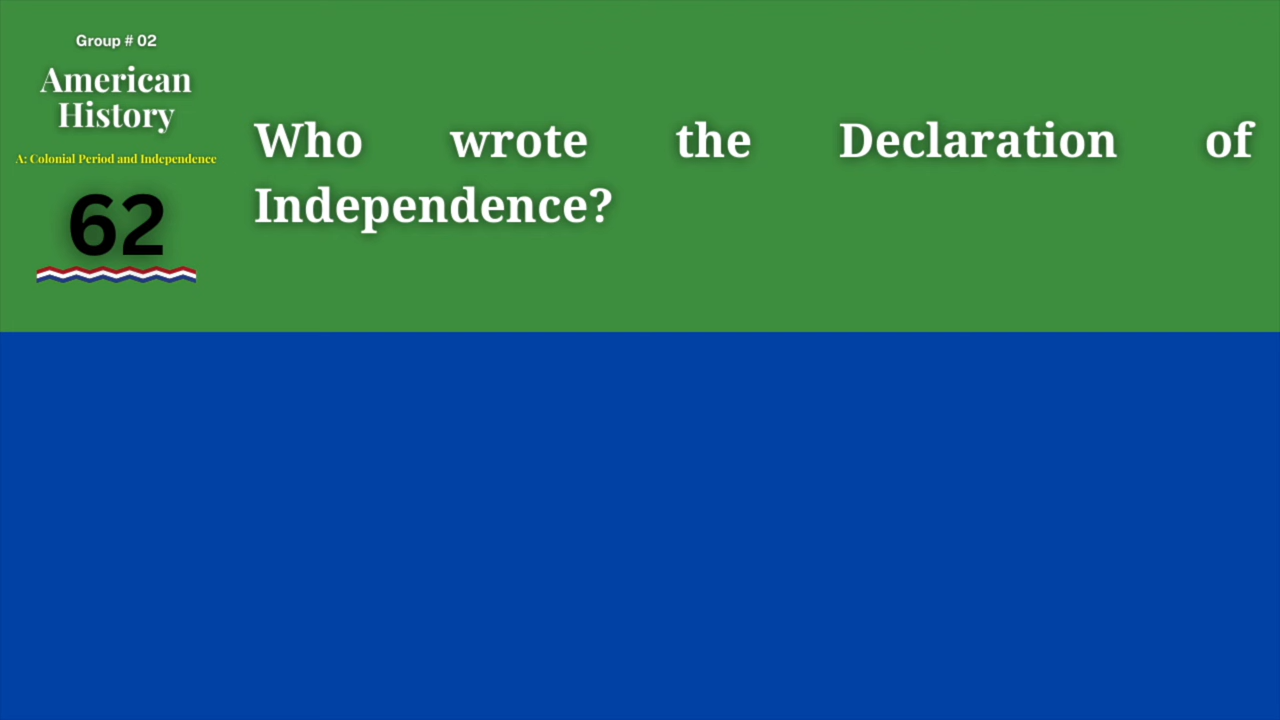 Group # 02
American
History
A: Colonial Period and Independence
62
Who wrote the Declaration of
Independence?